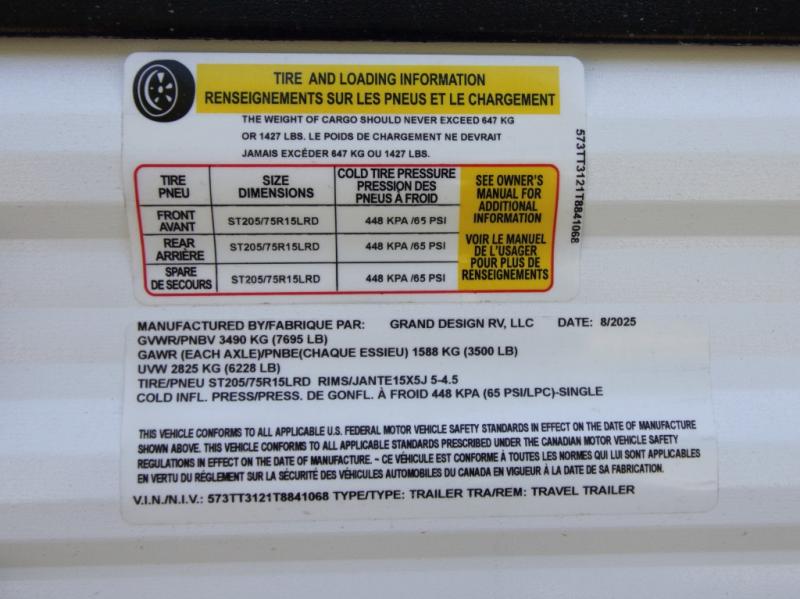 TIRE AND LOADING INFORMATION
RENSEIGNEMENTS SUR LES PNEUS ET LE CHARGEMENT
THE WEIGHT OF CARGO SHOULD NEVER EXCEED 647 KG
OR 1427 LBS. LE POIDS DE CHARGEMENT NE DEVRAIT
JAMAIS EXCÉDER 647 KG OU 1427 LBS.
TIRE PNEU SIZE DIMENSIONS COLD TIRE PRESSURE PRESSION DES PNEUS À FROID
FRONT AVANT ST205/75R15LRD 448 KPA /65 PSI
REAR ARRIÈRE ST205/75R15LRD 448 KPA /65 PSI
SPARE DE SECOURS ST205/75R15LRD 448 KPA /65 PSI
SEE OWNER'S
MANUAL FOR
ADDITIONAL
INFORMATION
VOIR LE MANUEL
DE L'USAGER
POUR PLUS DE
RENSEIGNEMENTS
573TT3121T8841068
MANUFACTURED BY/FABRIQUE PAR: GRAND DESIGN RV, LLC DATE: 8/2025
GVWR/PNBV 3490 KG (7695 LB)
GAWR (EACH AXLE)/PNBE(CHAQUE ESSIEU) 1588 KG (3500 LB)
UVW 2825 KG (6228 LB)
TIRE/PNEU ST205/75R15LRD RIMS/JANTE15X5J 5-4.5
COLD INFL. PRESS/PRESS. DE GONFL. À FROID 448 KPA (65 PSI/LPC)-SINGLE
THIS VEHICLE CONFORMS TO ALL APPLICABLE U.S. FEDERAL MOTOR VEHICLE SAFETY STANDARDS IN EFFECT ON THE DATE OF MANUFACTURE
SHOWN ABOVE. THIS VEHICLE CONFORMS TO ALL APPLICABLE STANDARDS PRESCRIBED UNDER THE CANADIAN MOTOR VEHICLE SAFETY
REGULATIONS IN EFFECT ON THE DATE OF MANUFACTURE. - CE VÉHICULE EST CONFORME À TOUTES LES NORMES QUI LUI SONT APPLICABLES
EN VERTU DU RÉGLEMENT SUR LA SÉCURITÉ DES VÉHICULES AUTOMOBILES DU CANADA EN VIGUEUR À LA DATE DE SA FABRICATION.
V.I.N./N.I.V.: 573TT3121T8841068 TYPE/TYPE: TRAILER TRA/REM: TRAVEL TRAILER